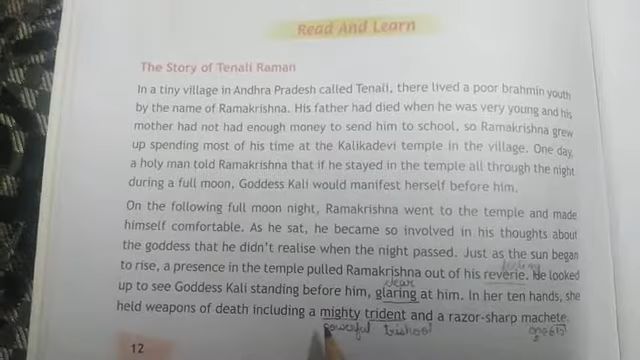 Read And Learn
The Story of Tenali Raman
In a tiny village in Andhra Pradesh called Tenali, there lived a poor brahmin youth
by the name of Ramakrishna. His father had died when he was very young and his
mother had not had enough money to send him to school, so Ramakrishna grew
up spending most of his time at the Kalikadevi temple in the village. One day,
a holy man told Ramakrishna that if he stayed in the temple all through the night
during a full moon, Goddess Kali would manifest herself before him.
On the following full moon night, Ramakrishna went to the temple and made
himself comfortable. As he sat, he became so involved in his thoughts about
the goddess that he didn't realise when the night passed. Just as the sun began
to rise, a presence in the temple pulled Ramakrishna out of his reverie. He looked
clear
up to see Goddess Kali standing before him, glaring at him. In her ten hands, she
held weapons of death including a mighty trident and a razor-sharp machete.
powerful trishool
12